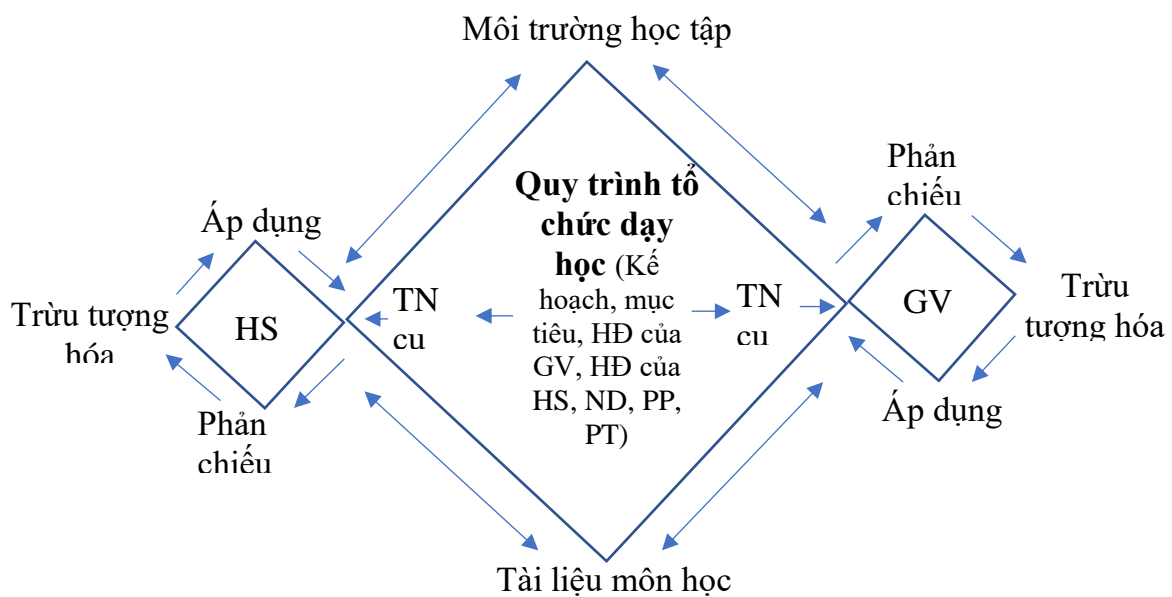 Môi trường học tập
Phản
chiếu
Quy trình tổ
chức dạy
học (Kế
hoạch, mục
tiêu, HĐ của
GV, HĐ của
HS, ND, PP,
PT)
Áp dụng
Trừu tượng
hóa
HS
TN
cu
TN
cu
GV
Trừu
tượng hóa
Phản
chiếu
Áp dụng
Tài liệu môn học